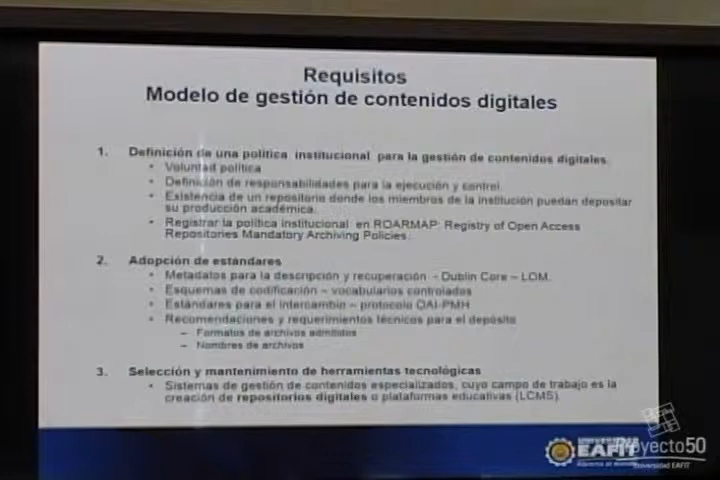 Requisitos
Modelo de gestión de contenidos digitales
1. Definición de una política institucional para la gestión de contenidos digitales.
• Voluntad política
• Definición de responsabilidades para la ejecución y control.
• Existencia de un repositorio donde los miembros de la institución puedan depositar
su producción académica.
• Registrar la política institucional en ROARMAP: Registry of Open Access
Repositories Mandatory Archiving Policies.
2. Adopción de estándares
• Metadatos para la descripción y recuperación - Dublin Core – LOM.
• Esquemas de codificación – vocabularios controlados
• Estándares para el intercambio – protocolo OAI-PMH
• Recomendaciones y requerimientos técnicos para el depósito
– Formatos de archivos admitidos
– Nombres de archivos
3. Selección y mantenimiento de herramientas tecnológicas
• Sistemas de gestión de contenidos especializados, cuyo campo de trabajo es la
creación de repositorios digitales o plataformas educativas (LCMS).
UNIVERSIDAD
EAFIT
Proyecto50
Universidad EAFIT